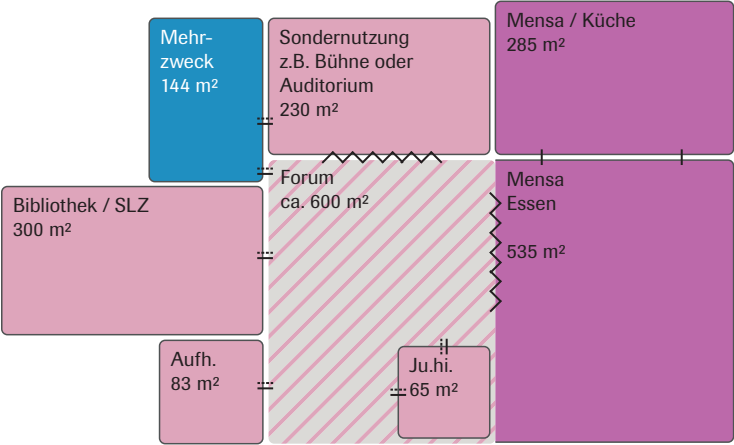 Mehr-
zweck
144 m²
Sondernutzung
z.B. Bühne oder
Auditorium
230 m²
Mensa / Küche
285 m²
Bibliothek / SLZ
300 m²
Forum
ca. 600 m²
Mensa
Essen
535 m²
Aufh.
83 m²
Ju.hi.
65 m²